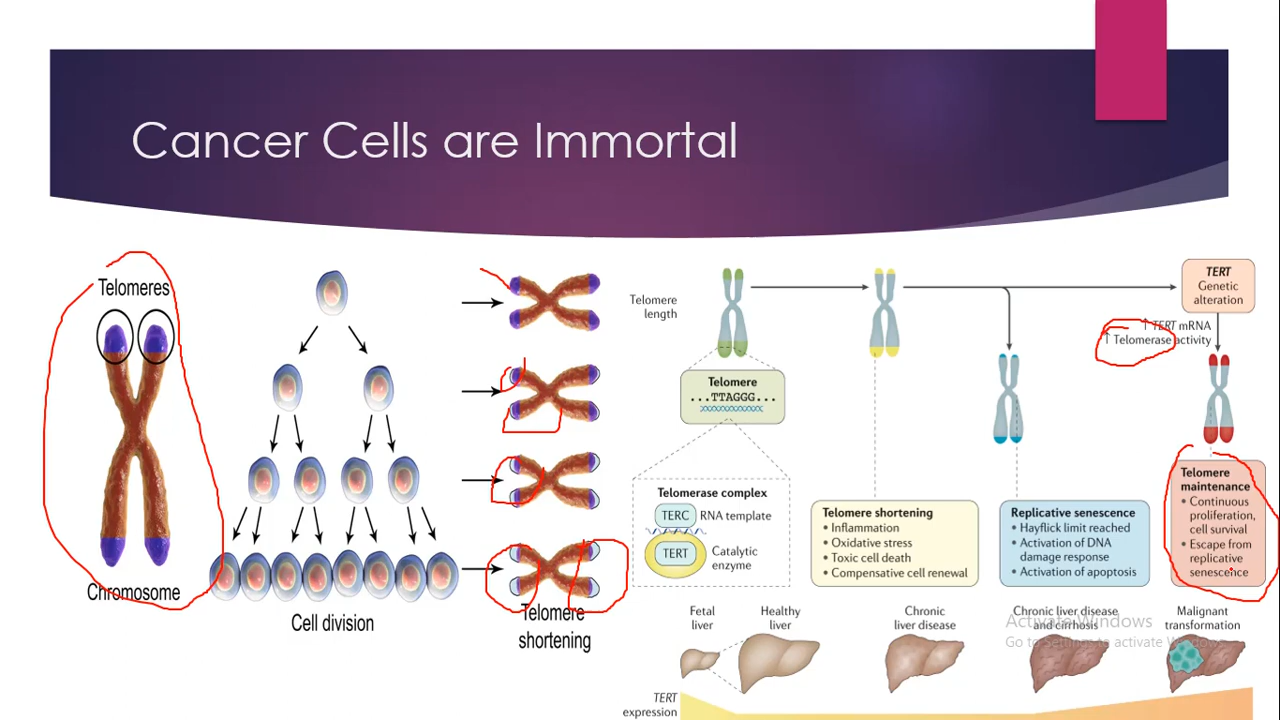 Cancer Cells are Immortal
Telomeres
Chromosome
Cell division
Telomere
shortening
Telomere
length
Telomere
...TTAGGG...
Telomerase complex
TERC
RNA template
TERT
Catalytic
enzyme
Telomere shortening
• Inflammation
• Oxidative stress
• Toxic cell death
• Compensative cell renewal
Replicative senescence
• Hayflick limit reached
• Activation of DNA
damage response
• Activation of apoptosis
TERT
Genetic
alteration
↑ TERT mRNA
↑ Telomerase activity
Telomere
maintenance
• Continuous
proliferation,
cell survival
• Escape from
replicative
senescence
Fetal
liver
Healthy
liver
Chronic
liver disease
Chronic liver disease
and cirrhosis
Malignant
transformation
Activate Windows
Go to Settings to activate Windows.
TERT
expression